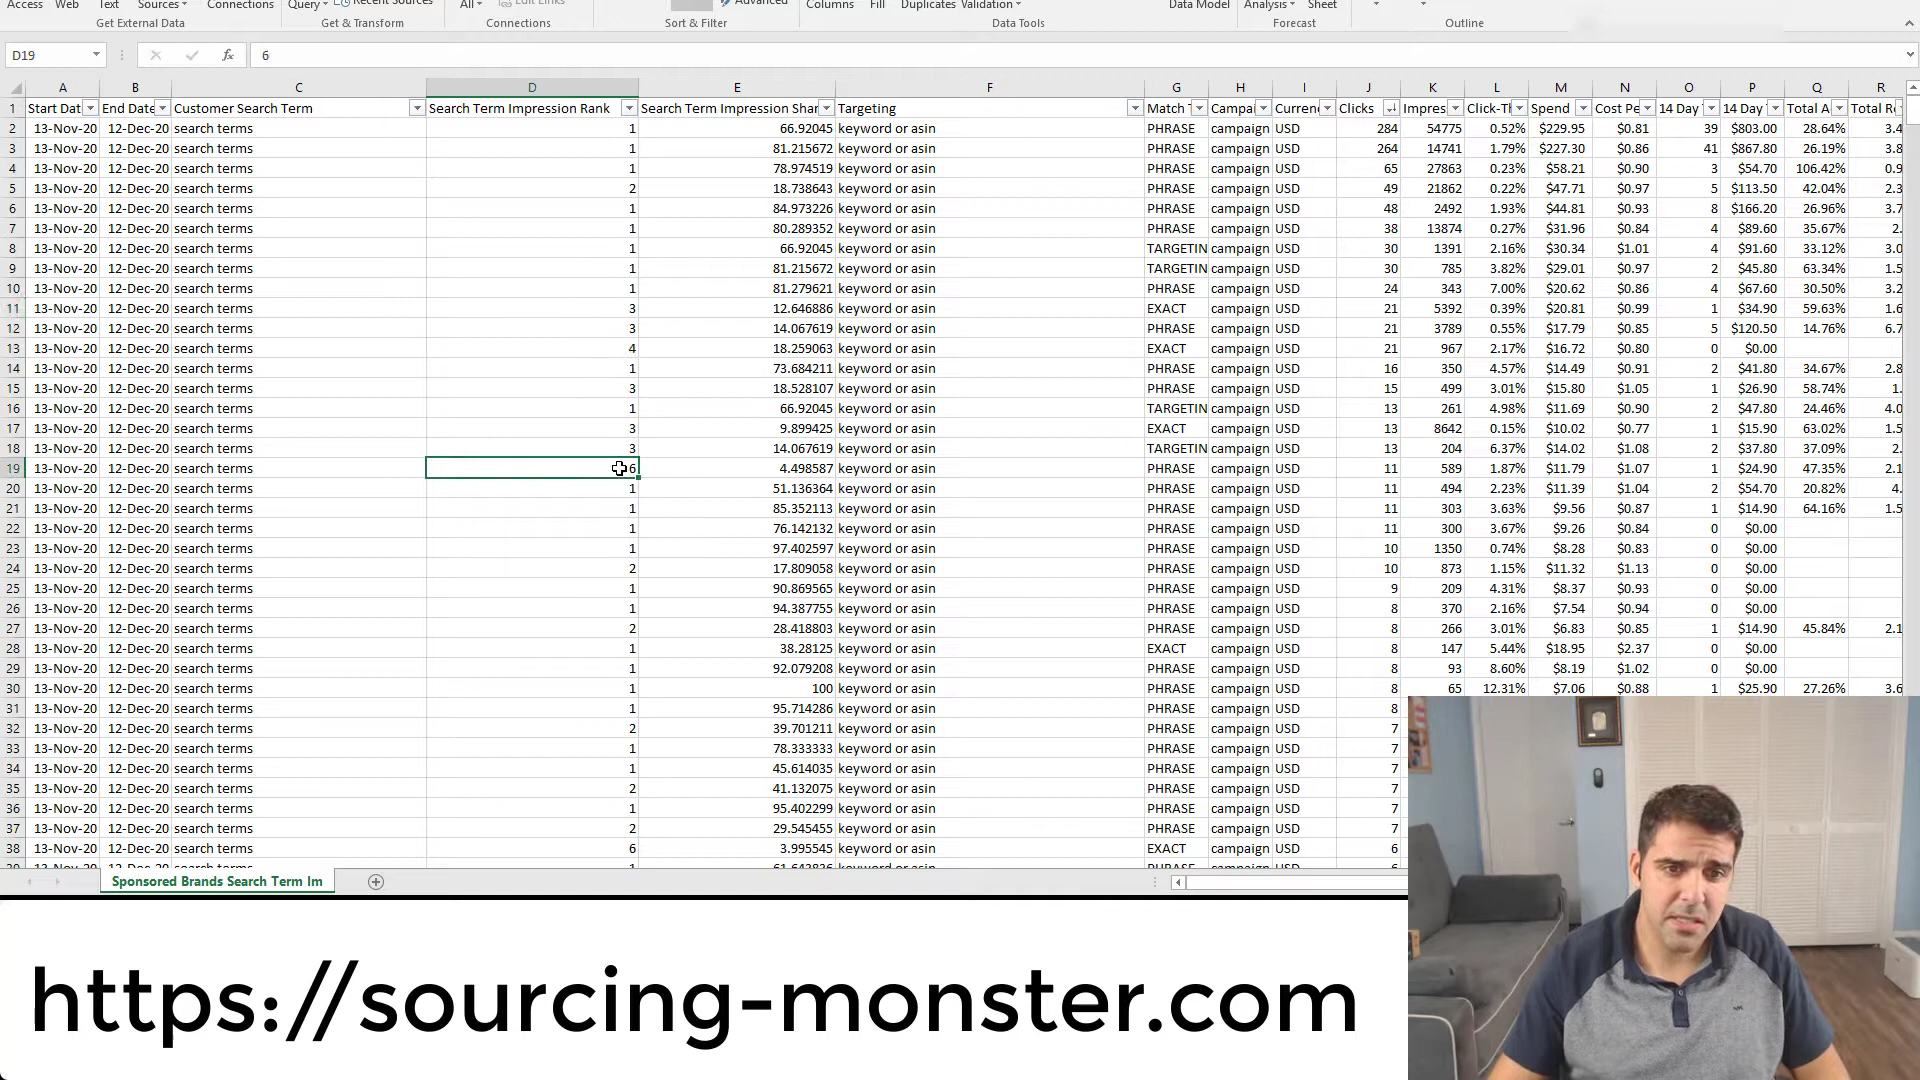 Access Web Sources Connections Query Recent Sources All Edit Links Advanced Columns Fill Duplicates Validation Data Model Analysis Sheet
Get External Data Get & Transform Connections Sort & Filter Data Tools Forecast Outline
D19 fx 6
A B C D E F G H I J K L M N O P Q R
1 Start Dat End Date Customer Search Term Search Term Impression Rank Search Term Impression Shar Targeting Match T Campai Currenc Clicks Impres Click-Th Spend Cost Pe 14 Day 14 Day Total A Total R
2 13-Nov-20 12-Dec-20 search terms 1 66.92045 keyword or asin PHRASE campaign USD 284 54775 0.52% $229.95 $0.81 39 $803.00 28.64% 3.4
3 13-Nov-20 12-Dec-20 search terms 1 81.215672 keyword or asin PHRASE campaign USD 264 14741 1.79% $227.30 $0.86 41 $867.80 26.19% 3.8
4 13-Nov-20 12-Dec-20 search terms 1 78.974519 keyword or asin PHRASE campaign USD 65 27863 0.23% $58.21 $0.90 3 $54.70 106.42% 0.9
5 13-Nov-20 12-Dec-20 search terms 2 18.738643 keyword or asin PHRASE campaign USD 49 21862 0.22% $47.71 $0.97 5 $113.50 42.04% 2.3
6 13-Nov-20 12-Dec-20 search terms 1 84.973226 keyword or asin PHRASE campaign USD 48 2492 1.93% $44.81 $0.93 8 $166.20 26.96% 3.7
7 13-Nov-20 12-Dec-20 search terms 1 80.289352 keyword or asin PHRASE campaign USD 38 13874 0.27% $31.96 $0.84 4 $89.60 35.67% 2.
8 13-Nov-20 12-Dec-20 search terms 1 66.92045 keyword or asin TARGETIN campaign USD 30 1391 2.16% $30.34 $1.01 4 $91.60 33.12% 3.0
9 13-Nov-20 12-Dec-20 search terms 1 81.215672 keyword or asin TARGETIN campaign USD 30 785 3.82% $29.01 $0.97 2 $45.80 63.34% 1.5
10 13-Nov-20 12-Dec-20 search terms 1 81.279621 keyword or asin PHRASE campaign USD 24 343 7.00% $20.62 $0.86 4 $67.60 30.50% 3.2
11 13-Nov-20 12-Dec-20 search terms 3 12.646886 keyword or asin EXACT campaign USD 21 5392 0.39% $20.81 $0.99 1 $34.90 59.63% 1.6
12 13-Nov-20 12-Dec-20 search terms 3 14.067619 keyword or asin PHRASE campaign USD 21 3789 0.55% $17.79 $0.85 5 $120.50 14.76% 6.7
13 13-Nov-20 12-Dec-20 search terms 4 18.259063 keyword or asin EXACT campaign USD 21 967 2.17% $16.72 $0.80 0 $0.00
14 13-Nov-20 12-Dec-20 search terms 1 73.684211 keyword or asin PHRASE campaign USD 16 350 4.57% $14.49 $0.91 2 $41.80 34.67% 2.8
15 13-Nov-20 12-Dec-20 search terms 3 18.528107 keyword or asin PHRASE campaign USD 15 499 3.01% $15.80 $1.05 1 $26.90 58.74% 1.
16 13-Nov-20 12-Dec-20 search terms 1 66.92045 keyword or asin TARGETIN campaign USD 13 261 4.98% $11.69 $0.90 2 $47.80 24.46% 4.0
17 13-Nov-20 12-Dec-20 search terms 3 9.899425 keyword or asin EXACT campaign USD 13 8642 0.15% $10.02 $0.77 1 $15.90 63.02% 1.5
18 13-Nov-20 12-Dec-20 search terms 3 14.067619 keyword or asin TARGETIN campaign USD 13 204 6.37% $14.02 $1.08 2 $37.80 37.09% 2.
19 13-Nov-20 12-Dec-20 search terms 6 4.498587 keyword or asin PHRASE campaign USD 11 589 1.87% $11.79 $1.07 1 $24.90 47.35% 2.1
20 13-Nov-20 12-Dec-20 search terms 1 51.136364 keyword or asin PHRASE campaign USD 11 494 2.23% $11.39 $1.04 2 $54.70 20.82% 4.
21 13-Nov-20 12-Dec-20 search terms 1 85.352113 keyword or asin PHRASE campaign USD 11 303 3.63% $9.56 $0.87 1 $14.90 64.16% 1.5
22 13-Nov-20 12-Dec-20 search terms 1 76.142132 keyword or asin PHRASE campaign USD 11 300 3.67% $9.26 $0.84 0 $0.00
23 13-Nov-20 12-Dec-20 search terms 1 97.402597 keyword or asin PHRASE campaign USD 10 1350 0.74% $8.28 $0.83 0 $0.00
24 13-Nov-20 12-Dec-20 search terms 2 17.809058 keyword or asin PHRASE campaign USD 10 873 1.15% $11.32 $1.13 0 $0.00
25 13-Nov-20 12-Dec-20 search terms 1 90.869565 keyword or asin PHRASE campaign USD 9 209 4.31% $8.37 $0.93 0 $0.00
26 13-Nov-20 12-Dec-20 search terms 1 94.387755 keyword or asin PHRASE campaign USD 8 370 2.16% $7.54 $0.94 0 $0.00
27 13-Nov-20 12-Dec-20 search terms 2 28.418803 keyword or asin PHRASE campaign USD 8 266 3.01% $6.83 $0.85 1 $14.90 45.84% 2.1
28 13-Nov-20 12-Dec-20 search terms 1 38.28125 keyword or asin EXACT campaign USD 8 147 5.44% $18.95 $2.37 0 $0.00
29 13-Nov-20 12-Dec-20 search terms 1 92.079208 keyword or asin PHRASE campaign USD 8 93 8.60% $8.19 $1.02 0 $0.00
30 13-Nov-20 12-Dec-20 search terms 1 100 keyword or asin PHRASE campaign USD 8 65 12.31% $7.06 $0.88 1 $25.90 27.26% 3.6
31 13-Nov-20 12-Dec-20 search terms 1 95.714286 keyword or asin PHRASE campaign USD 8
32 13-Nov-20 12-Dec-20 search terms 2 39.701211 keyword or asin PHRASE campaign USD 7
33 13-Nov-20 12-Dec-20 search terms 1 78.333333 keyword or asin PHRASE campaign USD 7
34 13-Nov-20 12-Dec-20 search terms 1 45.614035 keyword or asin PHRASE campaign USD 7
35 13-Nov-20 12-Dec-20 search terms 2 41.132075 keyword or asin PHRASE campaign USD 7
36 13-Nov-20 12-Dec-20 search terms 1 95.402299 keyword or asin PHRASE campaign USD 7
37 13-Nov-20 12-Dec-20 search terms 2 29.545455 keyword or asin PHRASE campaign USD 7
38 13-Nov-20 12-Dec-20 search terms 6 3.995545 keyword or asin EXACT campaign USD 6
Sponsored Brands Search Term Im
https://sourcing-monster.com